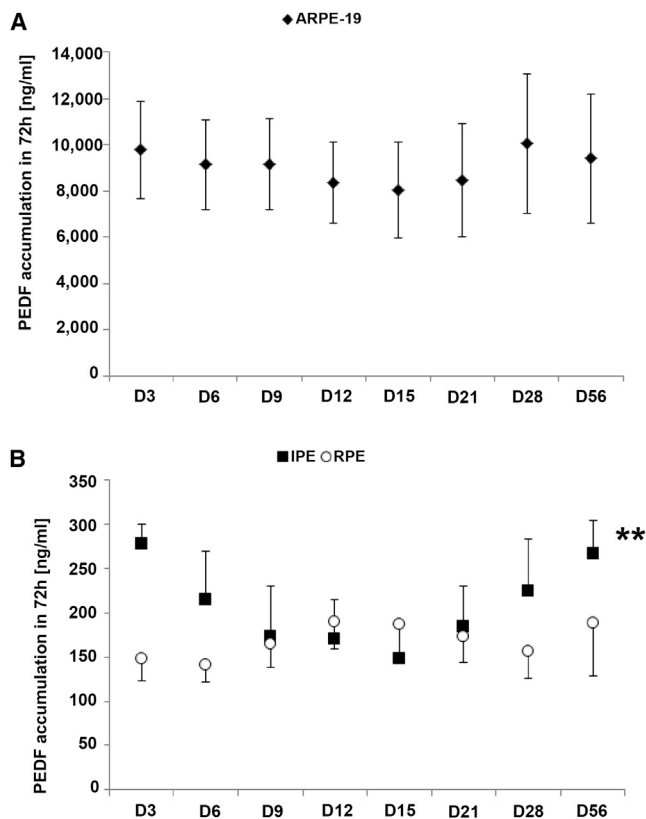 A
◆ARPE-19
PEDF accumulation in 72h [ng/ml]
14,000
12,000
10,000
8,000
6,000
4,000
2,000
0
D3 D6 D9 D12 D15 D21 D28 D56
B
■IPE ○RPE
PEDF accumulation in 72h [ng/ml]
350
300
250
200
150
100
50
0
**
D3 D6 D9 D12 D15 D21 D28 D56